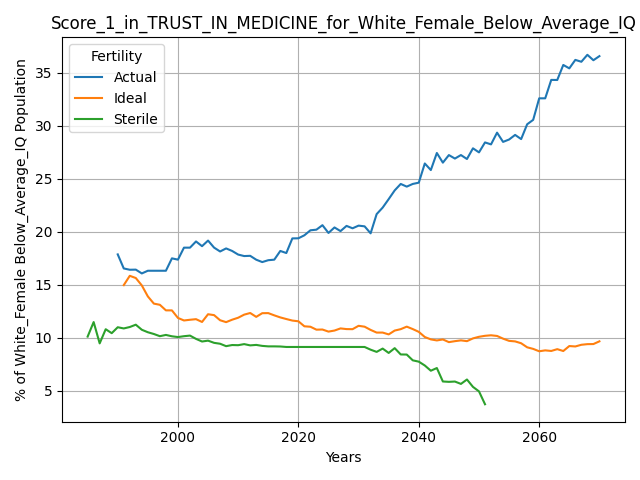 Score_1_in_TRUST_IN_MEDICINE_for_White_Female_Below_Average_IQ
% of White_Female Below_Average_IQ Population
Fertility
Actual
Ideal
Sterile
35
30
25
20
15
10
5
2000 2020 2040 2060
Years